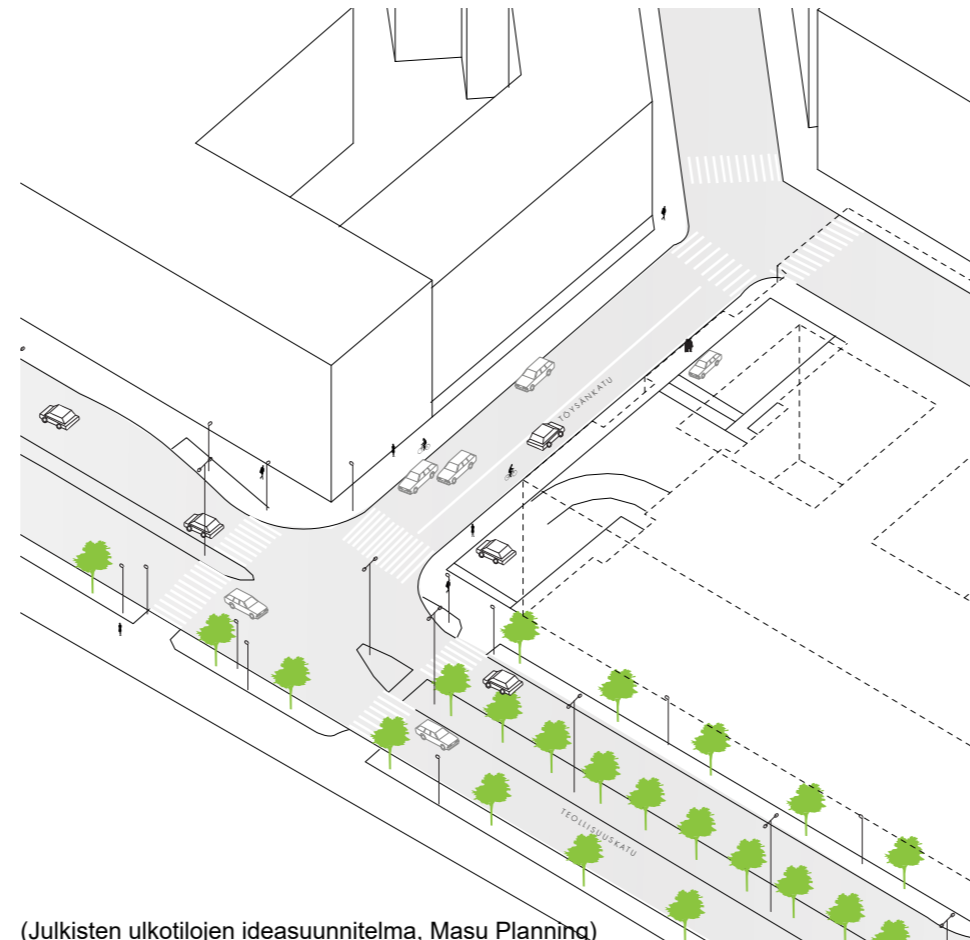 TÖYSÄNKATU
TEOLLISUUSKATU
(Julkisten ulkotilojen ideasuunnitelma, Masu Planning)